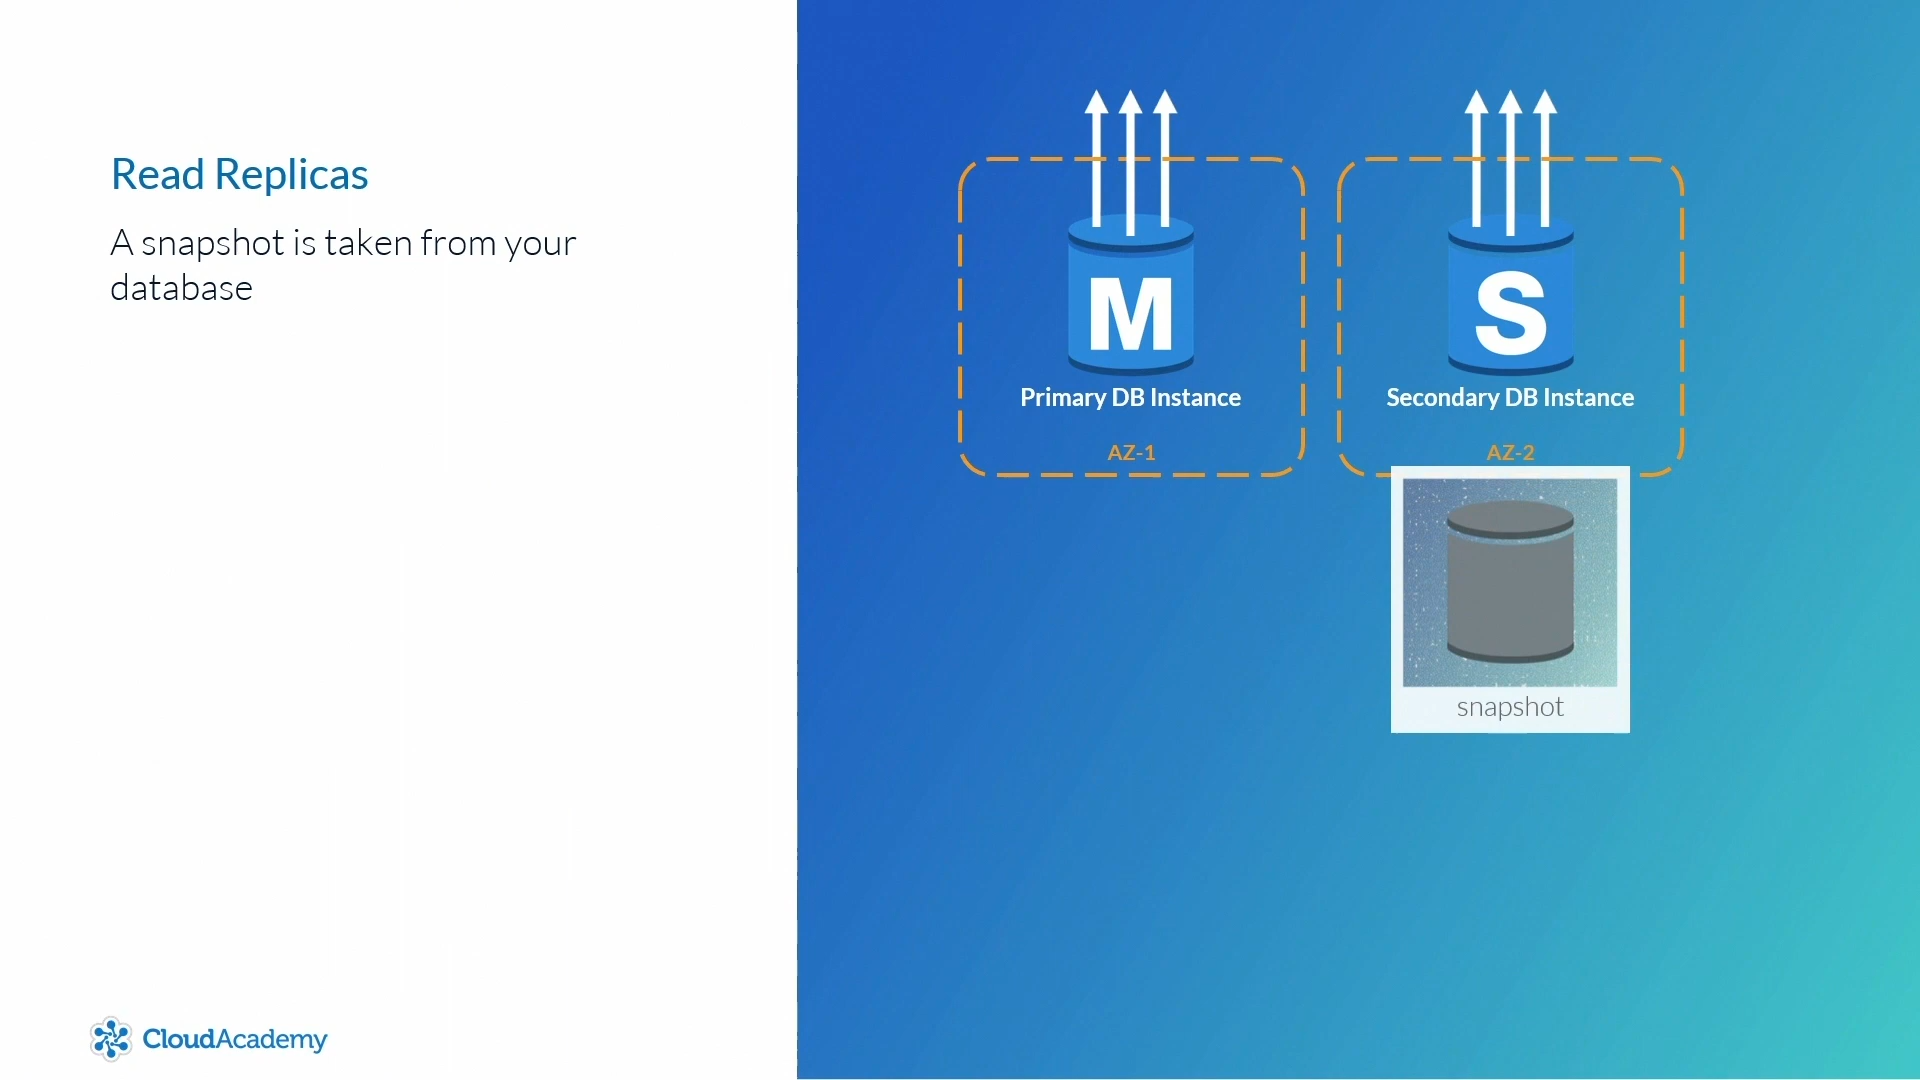 Read Replicas
A snapshot is taken from your
database
M
Primary DB Instance
AZ-1
S
Secondary DB Instance
AZ-2
snapshot
CloudAcademy